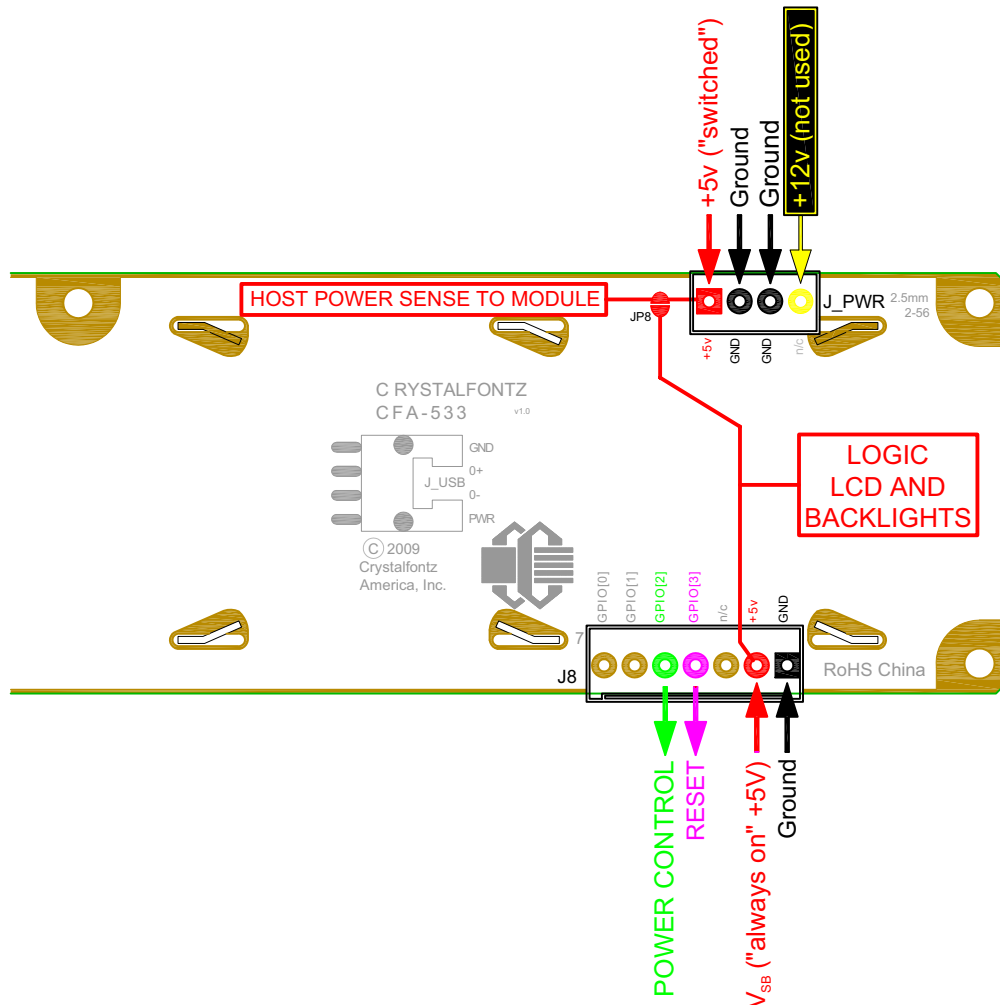 +5v ("switched")
Ground
Ground
+12v (not used)
HOST POWER SENSE TO MODULE
JP8
J_PWR
2.5mm
2-56
+5v
GND
GND
n/c
C RYSTALFONTZ
CFA-533
v1.0
GND
0+
J_USB
0-
PWR
LOGIC
LCD AND
BACKLIGHTS
C 2009
Crystalfontz
America, Inc.
GPIO[0]
GPIO[1]
GPIO[2]
GPIO[3]
n/c
+5v
GND
7
J8
RoHS China
POWER CONTROL
RESET
VSB ("always on" +5V)
Ground